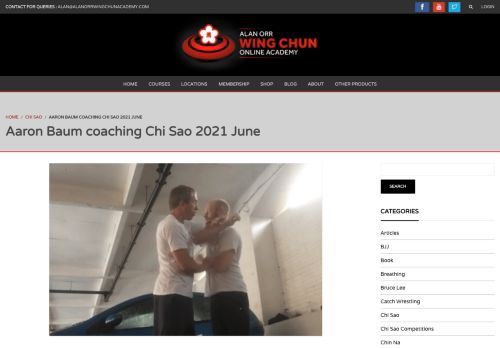 CONTACT FOR QUERIES : ALAN@ALANORRWINGCHUNACADEMY.COM
LOGIN
ALAN ORR
WING CHUN
ONLINE ACADEMY
HOME COURSES LOCATIONS MEMBERSHIP SHOP BLOG ABOUT OTHER PRODUCTS
HOME / CHI SAO / AARON BAUM COACHING CHI SAO 2021 JUNE
Aaron Baum coaching Chi Sao 2021 June
SEARCH
CATEGORIES
Articles
BJJ
Book
Breathing
Bruce Lee
Catch Wrestling
Chi Sao
Chi Sao Competitions
Chin Na